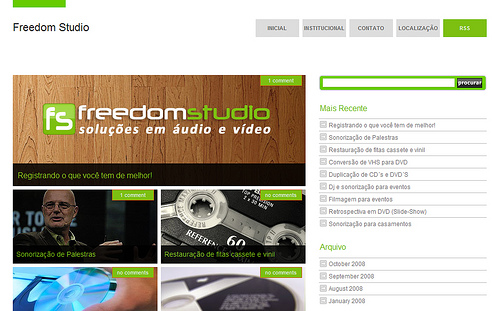 Freedom Studio
INICIAL
INSTITUCIONAL
CONTATO
LOCALIZAÇÃO
RSS
1 comment
fs freedomstudio
soluções em áudio e vídeo
Registrando o que você tem de melhor!
procurar
Mais Recente
Registrando o que você tem de melhor!
Sonorização de Palestras
Restauração de fitas cassete e vinil
Conversão de VHS para DVD
Duplicação de CD´s e DVD´S
Dj e sonorização para eventos
Filmagem para eventos
Retrospectiva em DVD (Slide-Show)
Sonorização para casamentos
1 comment
Sonorização de Palestras
no comments
REFEREN
60
Restauração de fitas cassete e vinil
Arquivo
October 2008
September 2008
August 2008
January 2008
no comments
no comments